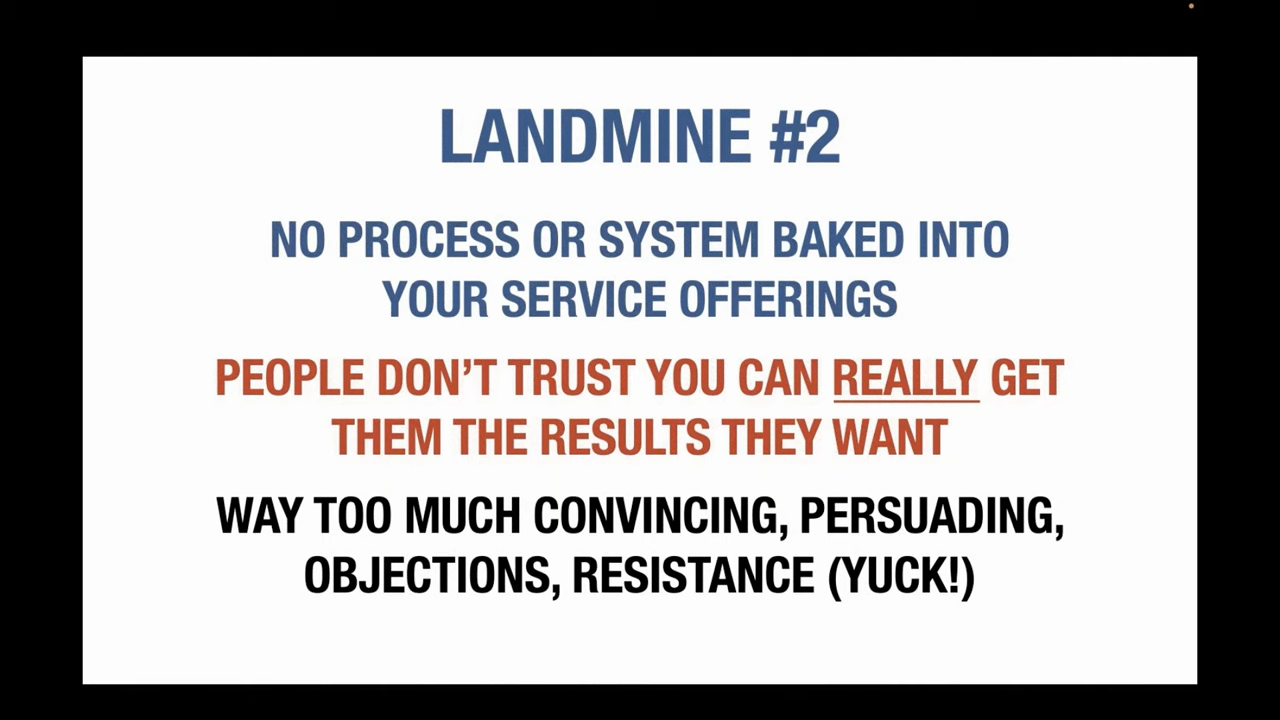 LANDMINE #2
NO PROCESS OR SYSTEM BAKED INTO
YOUR SERVICE OFFERINGS
PEOPLE DON’T TRUST YOU CAN REALLY GET
THEM THE RESULTS THEY WANT
WAY TOO MUCH CONVINCING, PERSUADING,
OBJECTIONS, RESISTANCE (YUCK!)